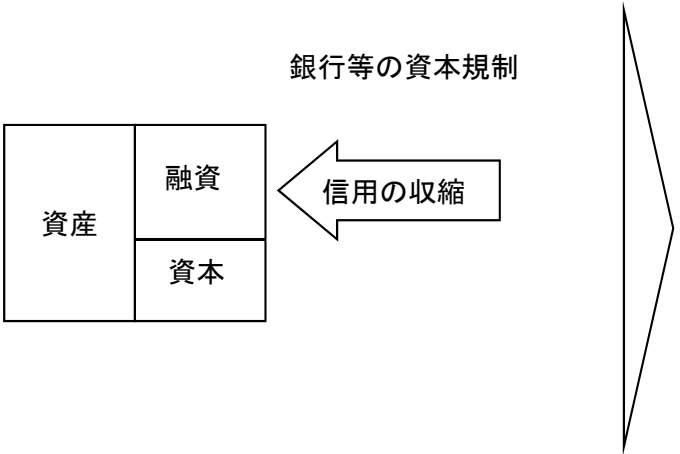 銀行等の資本規制
資産
融資
信用の収縮
資本